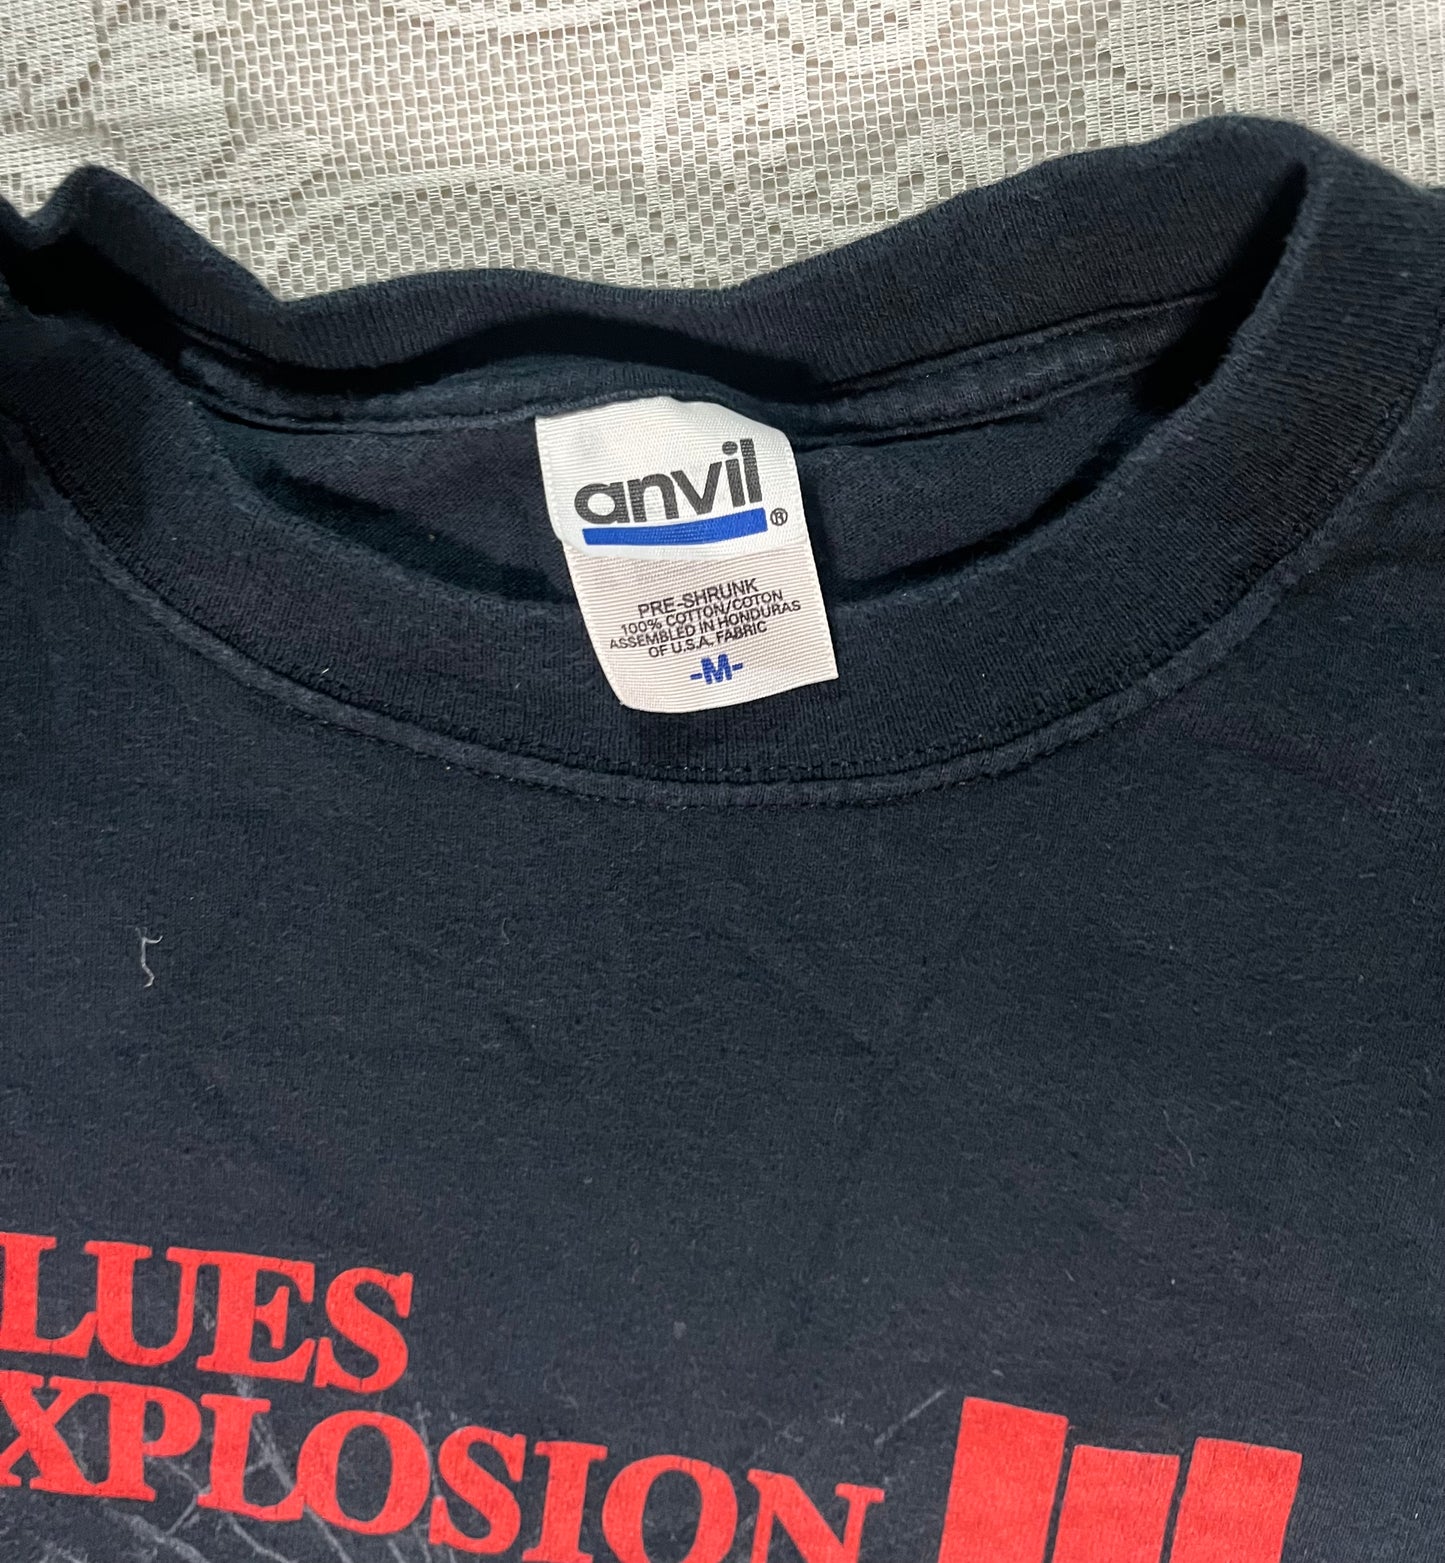 anvil®
PRE-SHRUNK
100% COTTON/COTON
ASSEMBLED IN HONDURAS
OF U.S.A. FABRIC
-M-
LUES
XPLOSION